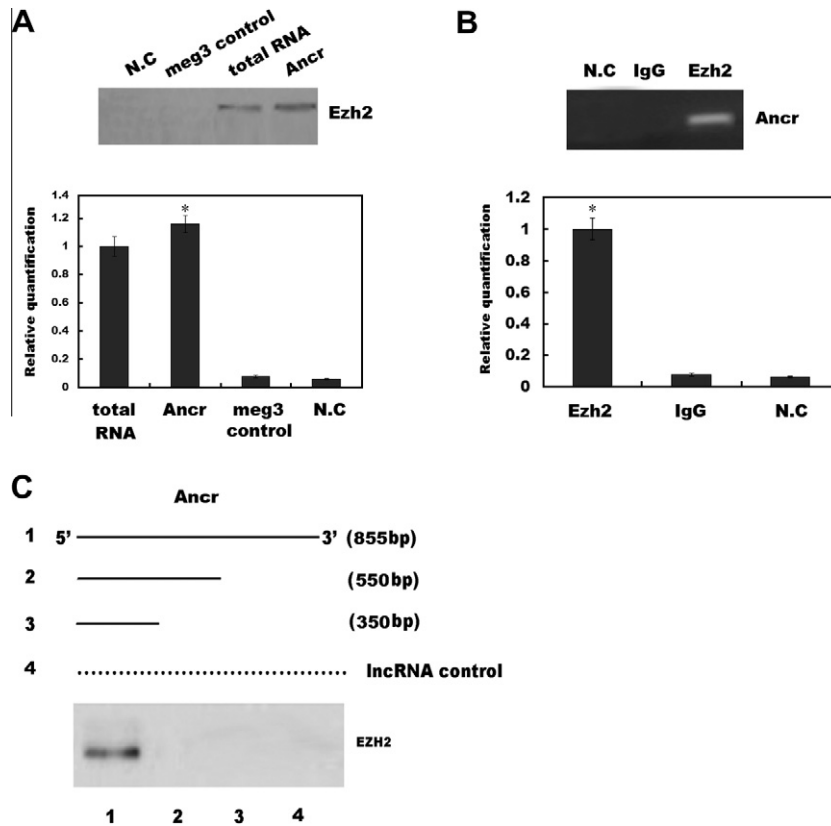 A
N.C meg3 control total RNA Ancr
Ezh2
Relative quantification
1.4
1.2
1
0.8
0.6
0.4
0.2
0
*
total RNA Ancr meg3 control N.C
B
N.C IgG Ezh2
Ancr
Relative quantification
1.2
1
0.8
0.6
0.4
0.2
0
*
Ezh2 IgG N.C
C
Ancr
1 5’ 3’ (855bp)
2 (550bp)
3 (350bp)
4 lncRNA control
EZH2
1 2 3 4